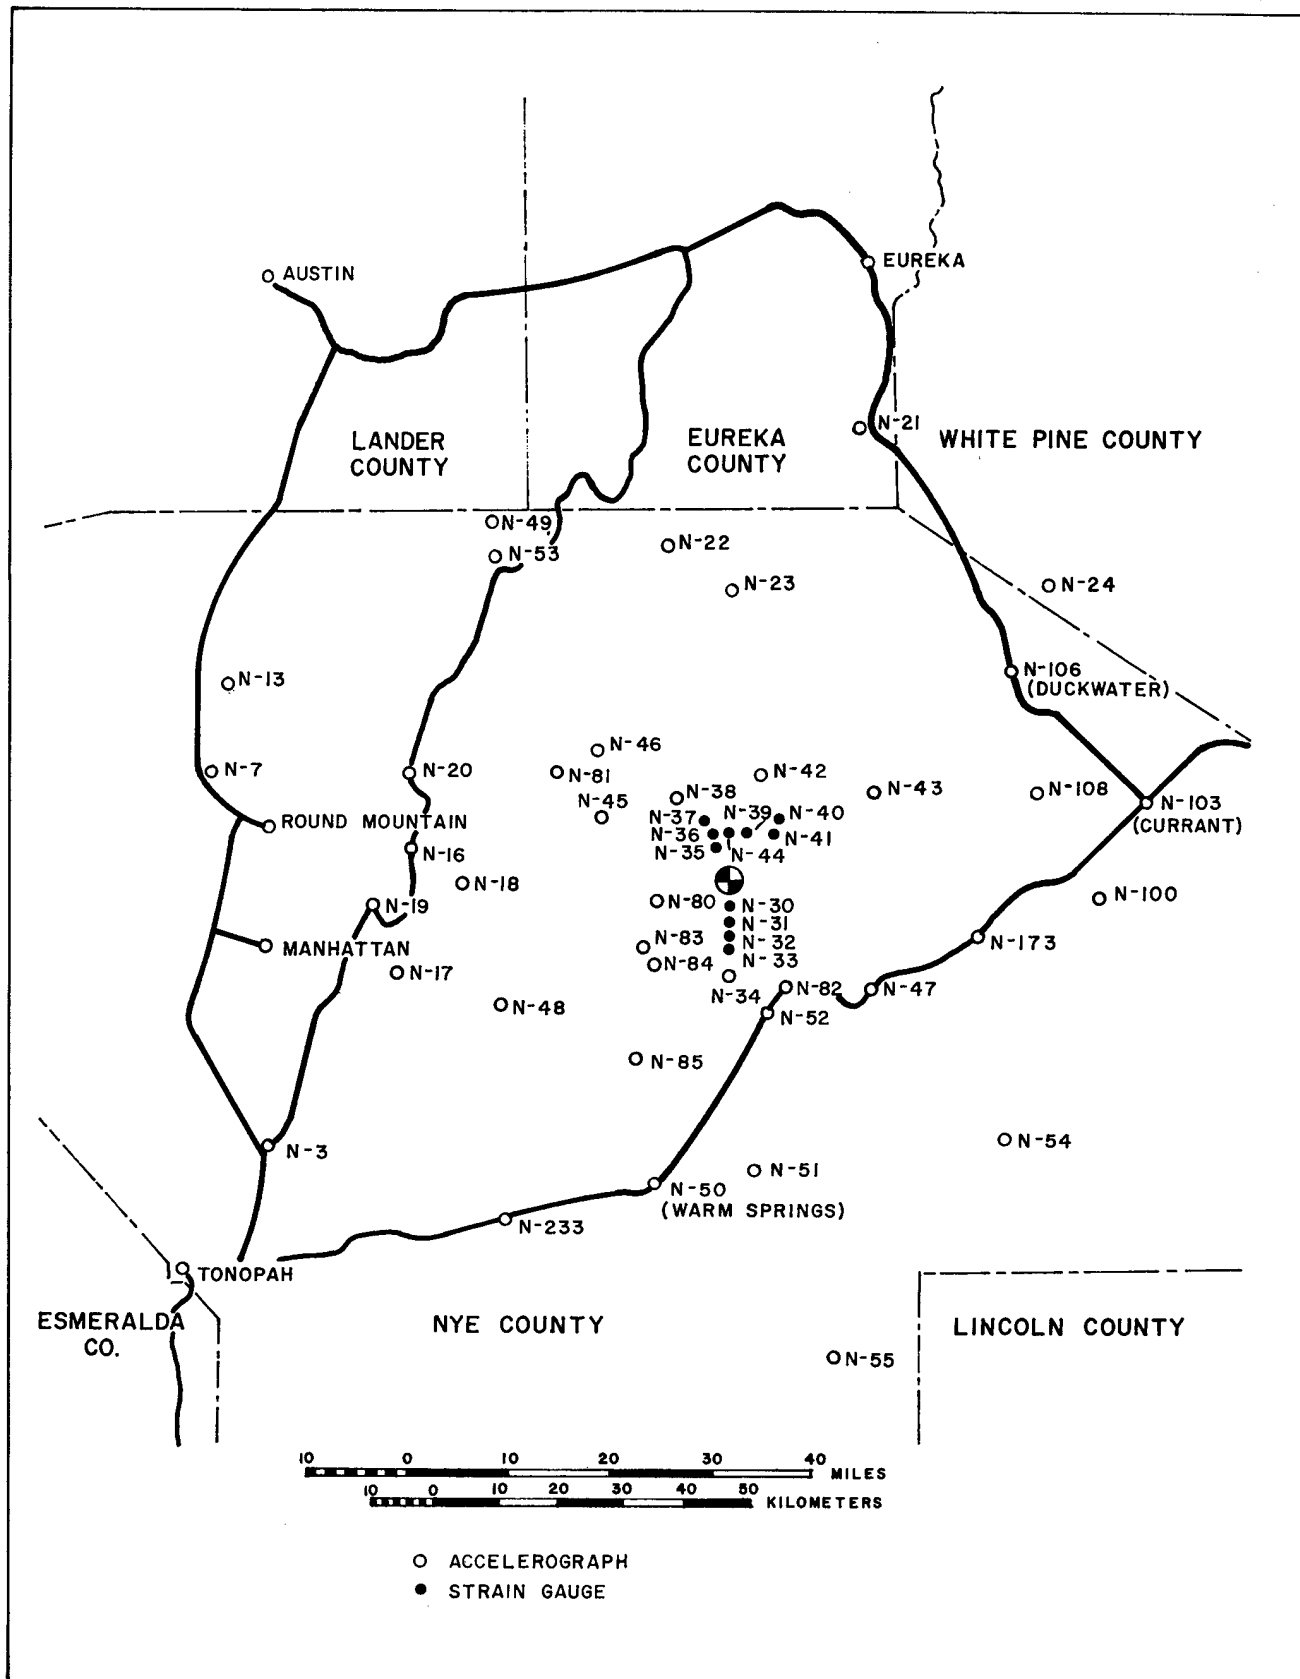 AUSTIN
EUREKA
N-21
LANDER
COUNTY
EUREKA
COUNTY
WHITE PINE COUNTY
N-49
N-53
N-22
N-23
N-24
N-13
N-106
(DUCKWATER)
N-7
N-20
N-46
N-81
N-45
N-42
N-38
N-43
N-108
N-103
(CURRANT)
N-37
N-39
N-40
N-36
N-41
N-35
N-44
ROUND MOUNTAIN
N-16
N-18
N-19
N-80
N-30
N-31
N-32
N-33
N-100
MANHATTAN
N-83
N-84
N-173
N-17
N-34
N-82
N-47
N-48
N-52
N-85
N-3
N-54
N-51
N-50
(WARM SPRINGS)
N-233
TONOPAH
ESMERALDA
CO.
NYE COUNTY
LINCOLN COUNTY
N-55
10 0 10 20 30 40 MILES
10 0 10 20 30 40 50 KILOMETERS
ACCELEROGRAPH
STRAIN GAUGE